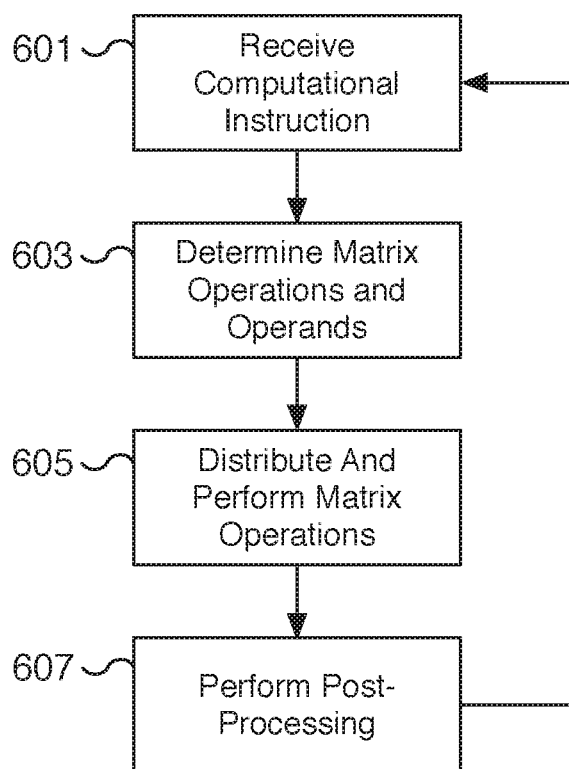 601
Receive
Computational
Instruction
603
Determine Matrix
Operations and
Operands
605
Distribute And
Perform Matrix
Operations
607
Perform Post-
Processing